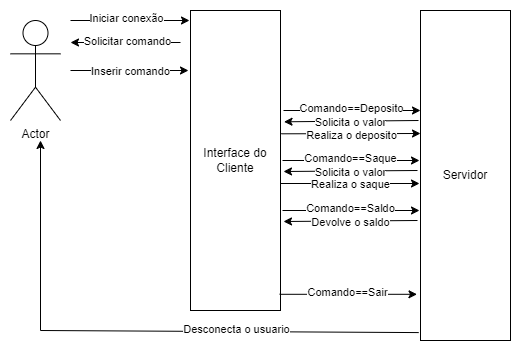 Iniciar conexão
Solicitar comando
Inserir comando
Actor
Interface do
Cliente
Comando==Deposito
Solicita o valor
Realiza o deposito
Comando==Saque
Solicita o valor
Realiza o saque
Comando==Saldo
Devolve o saldo
Comando==Sair
Servidor
Desconecta o usuario